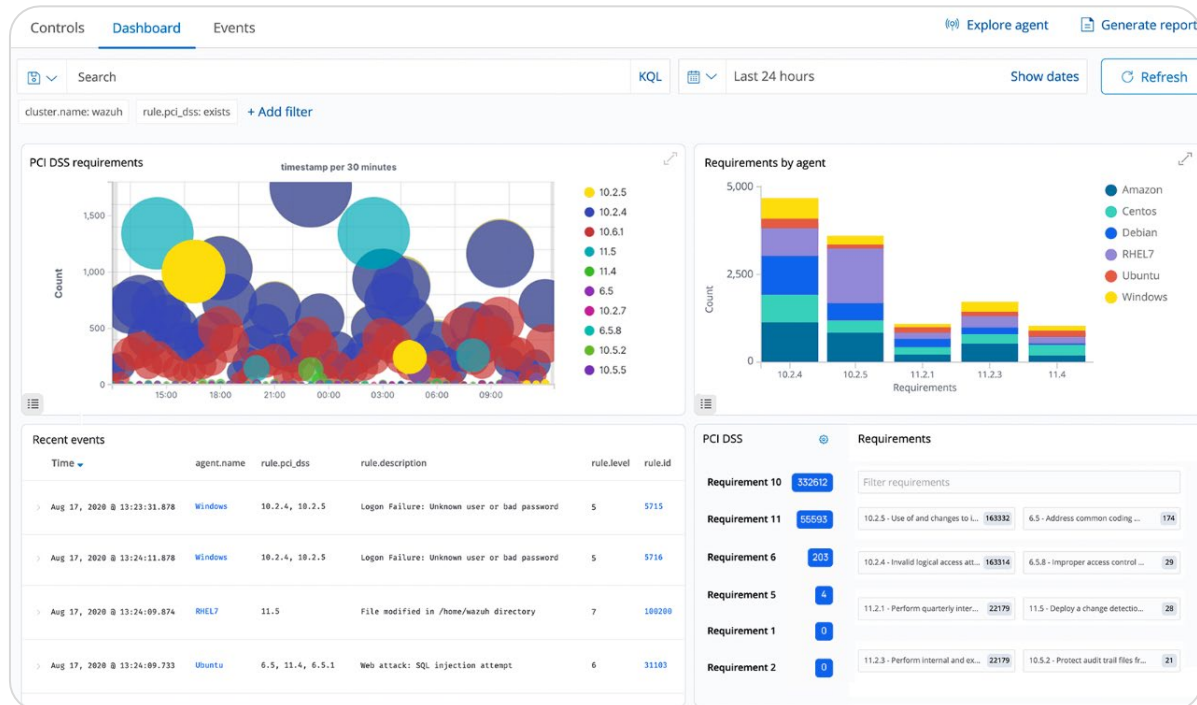 Controls Dashboard Events Explore agent Generate report
Search KQL Last 24 hours Show dates Refresh
cluster.name: wazuh rule.pci_dss: exists + Add filter
PCI DSS requirements
timestamp per 30 minutes
Count
1,500
1,000
500
0
15:00 18:00 21:00 00:00 03:00 06:00 09:00
10.2.5
10.2.4
10.6.1
11.5
11.4
6.5
10.2.7
6.5.8
10.5.2
10.5.5
Requirements by agent
Count
5,000
2,500
0
10.2.4 10.2.5 11.2.1 11.2.3 11.4
Requirements
Amazon
Centos
Debian
RHEL7
Ubuntu
Windows
Recent events
Time agent.name rule.pci_dss rule.description rule.level rule.id
Aug 17, 2020 @ 13:23:31.878 Windows 10.2.4, 10.2.5 Logon Failure: Unknown user or bad password 5 5715
Aug 17, 2020 @ 13:24:11.878 Windows 10.2.4, 10.2.5 Logon Failure: Unknown user or bad password 5 5716
Aug 17, 2020 @ 13:24:09.874 RHEL7 11.5 File modified in /home/wazuh directory 7 100200
Aug 17, 2020 @ 13:24:09.733 Ubuntu 6.5, 11.4, 6.5.1 Web attack: SQL injection attempt 6 31103
PCI DSS
Requirement 10 332612
Requirement 11 55593
Requirement 6 203
Requirement 5 4
Requirement 1 0
Requirement 2 0
Requirements
Filter requirements
10.2.5 - Use of and changes to i... 163332 6.5 - Address common coding ... 174
10.2.4 - Invalid logical access att... 163314 6.5.8 - Improper access control ... 29
11.2.1 - Perform quarterly inter... 22179 11.5 - Deploy a change detectio... 28
11.2.3 - Perform internal and ex... 22179 10.5.2 - Protect audit trail files fr... 21